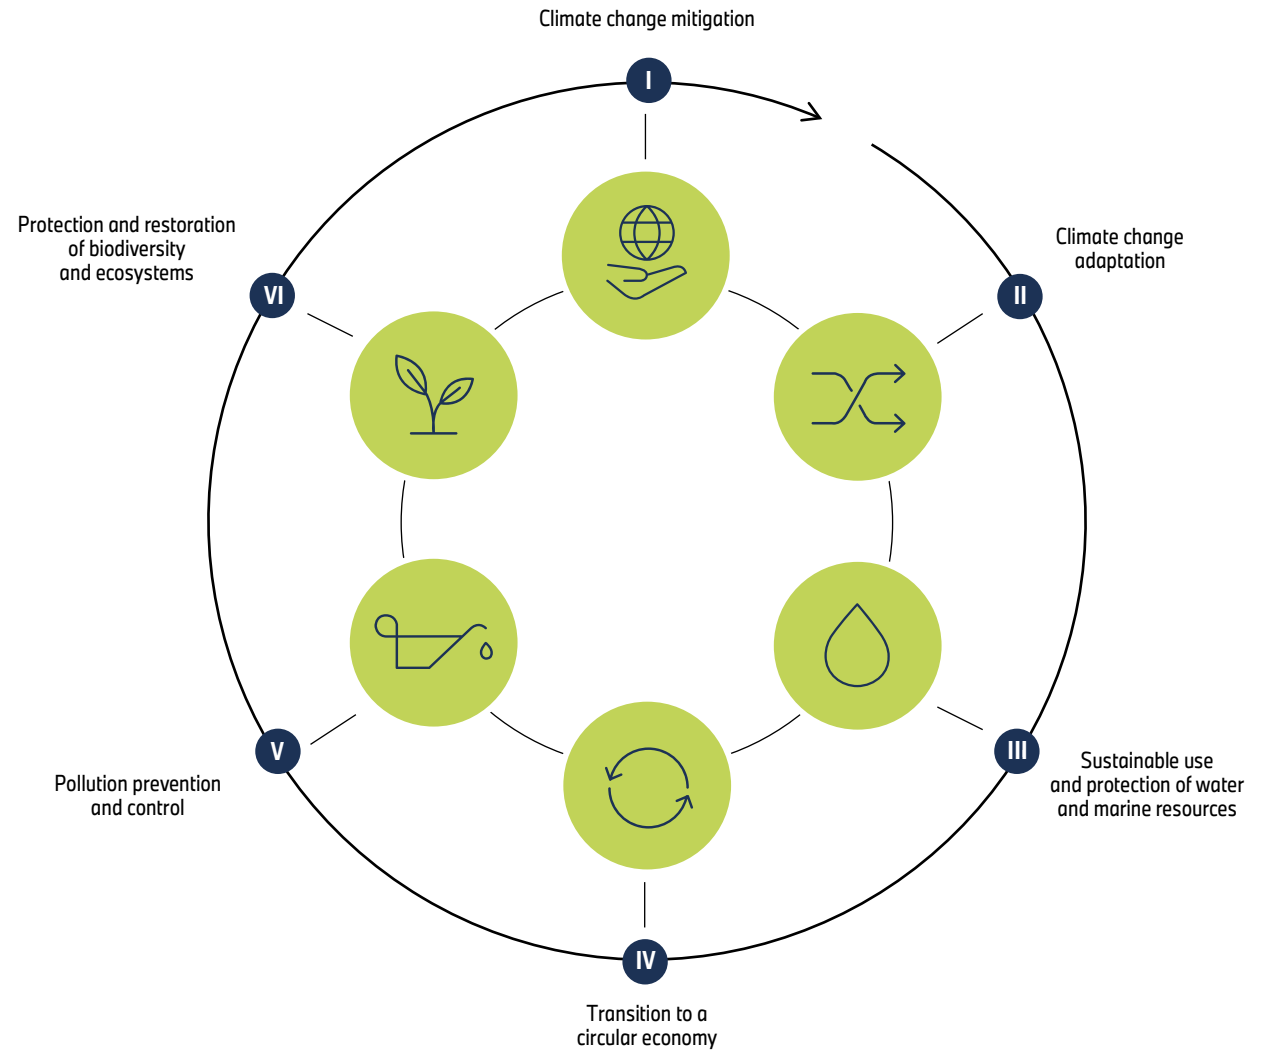 Climate change mitigation
I
Climate change
adaptation
II
Sustainable use
and protection of water
and marine resources
III
Transition to a
circular economy
IV
Pollution prevention
and control
V
Protection and restoration
of biodiversity
and ecosystems
VI